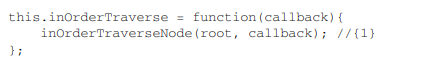 this.inOrderTraverse = function(callback){
    inOrderTraverseNode(root, callback); //{1}
};